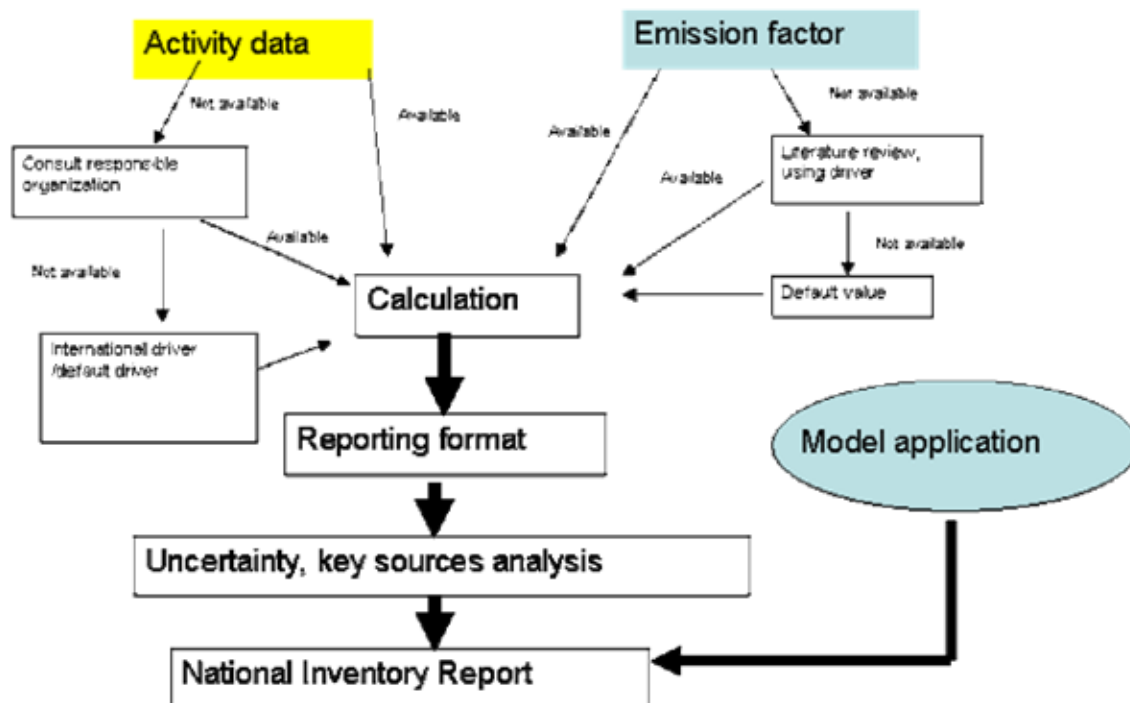 Activity data
Emission factor
Not available
Available
Available
Not available
Consult responsible
organization
Literature review,
using driver
Available
Available
Not available
Not available
Calculation
Default value
International driver
/default driver
Reporting format
Model application
Uncertainty, key sources analysis
National Inventory Report